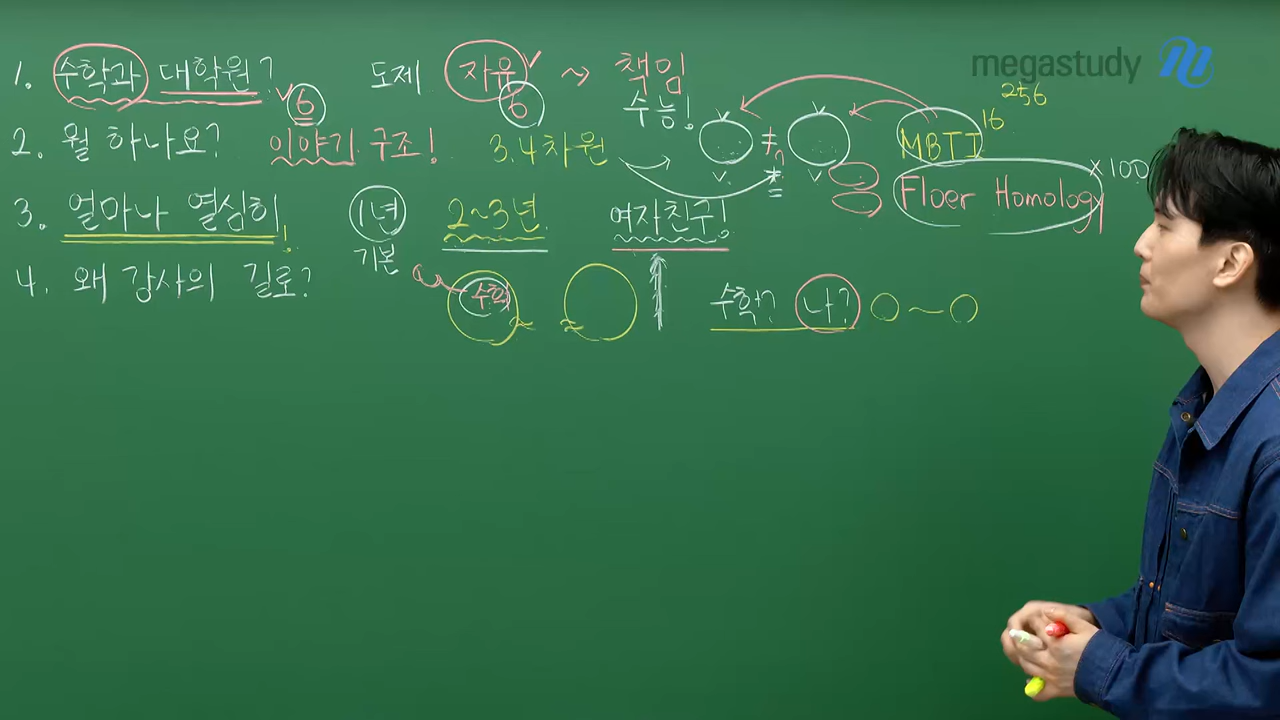 1. 수학과 대학원? 도제 자유 ~> 책임
megastudy
6 6 수능!
256
2. 뭘 하나요? 이야기 구조! 3.4차원 ≠ MBTI 16
Floer Homology ×100
3. 얼마나 열심히! 1년 2~3년. 여자친구!
기본
4. 왜 강사의 길로? 수학 수학? 나? ○~○